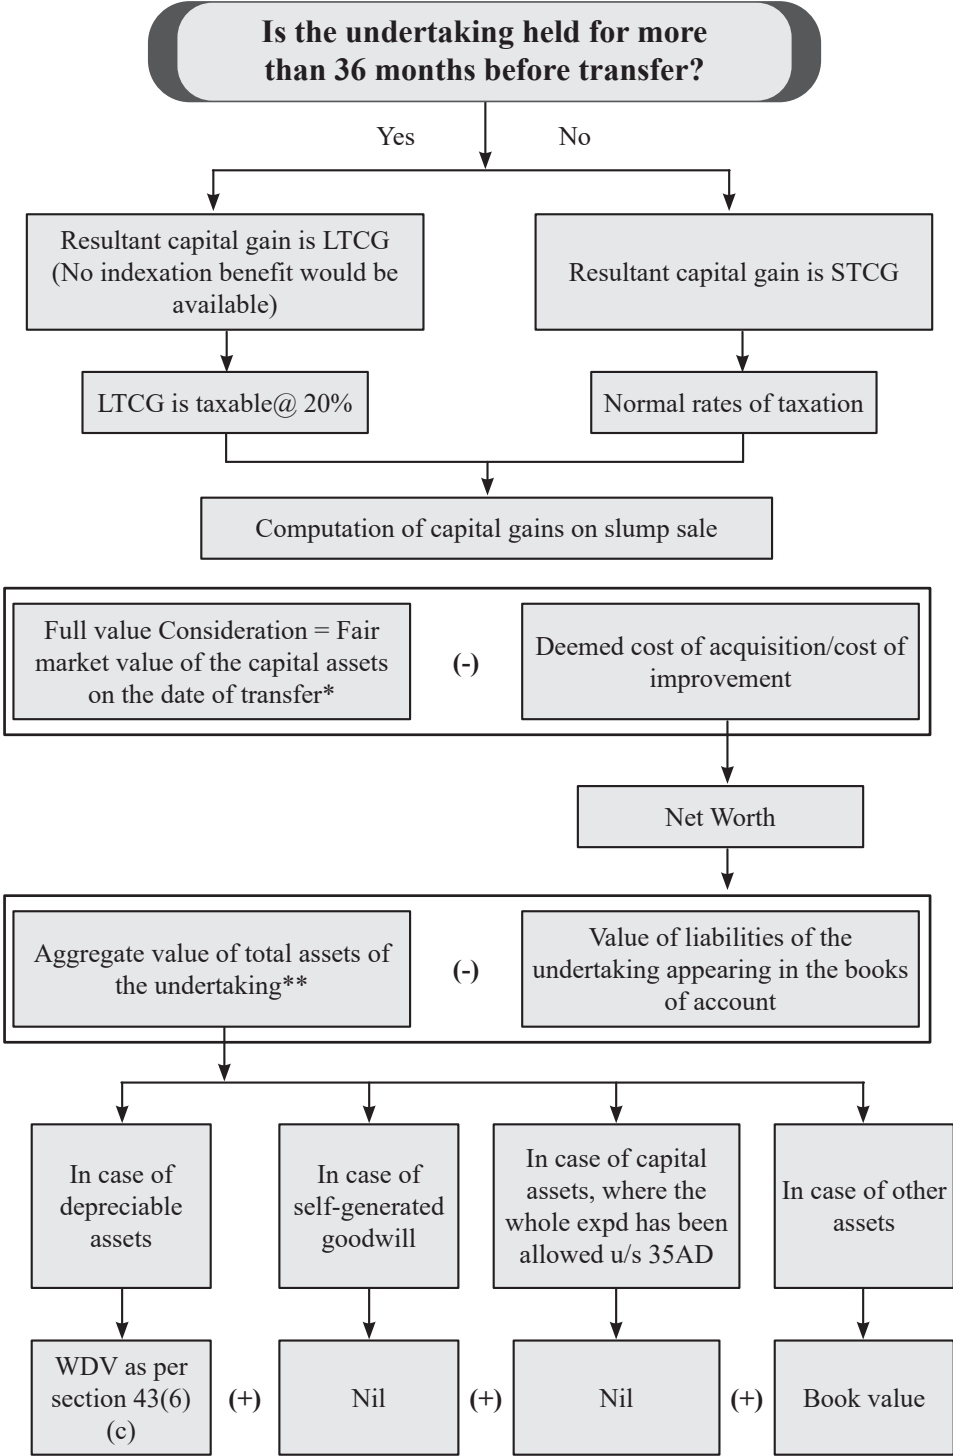 Is the undertaking held for more
than 36 months before transfer?
Yes
No
Resultant capital gain is LTCG
(No indexation benefit would be
available)
Resultant capital gain is STCG
LTCG is taxable@ 20%
Normal rates of taxation
Computation of capital gains on slump sale
Full value Consideration = Fair
market value of the capital assets
on the date of transfer*
(-)
Deemed cost of acquisition/cost of
improvement
Net Worth
Aggregate value of total assets of
the undertaking**
(-)
Value of liabilities of the
undertaking appearing in the books
of account
In case of
depreciable
assets
In case of
self-generated
goodwill
In case of capital
assets, where the
whole expd has been
allowed u/s 35AD
In case of other
assets
WDV as per
section 43(6)
(c)
(+)
Nil
(+)
Nil
(+)
Book value